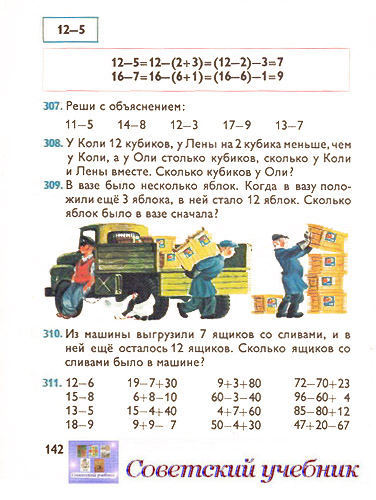 12−5
12−5=12−(2+3)=(12−2)−3=7
16−7=16−(6+1)=(16−6)−1=9
307. Реши с объяснением:
11−5 14−8 12−3 17−9 13−7
308. У Коли 12 кубиков, у Лены на 2 кубика меньше, чем
у Коли, а у Оли столько кубиков, сколько у Коли
и Лены вместе. Сколько кубиков у Оли?
309. В вазе было несколько яблок. Когда в вазу поло-
жили ещё 3 яблока, в ней стало 12 яблок. Сколько
яблок было в вазе сначала?
310. Из машины выгрузили 7 ящиков со сливами, и в
ней ещё осталось 12 ящиков. Сколько ящиков со
сливами было в машине?
311. 12−6 19−7+30 9+3+80 72−70+23
15−8 6+8−10 60−3−40 96−60+ 4
13−5 15−4+40 4+7+60 85−80+12
18−9 9+9− 7 50−4+30 47+20−67
142
Советский учебник